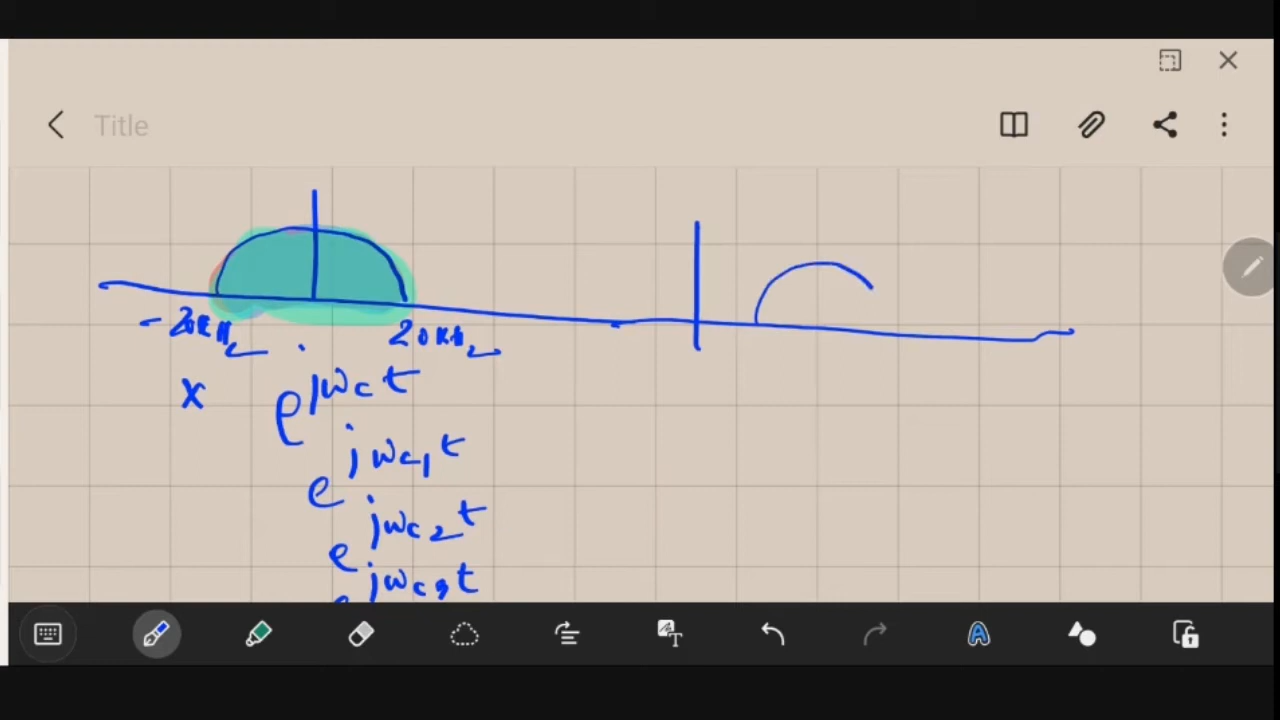 Title
- 20KHz 20KHz
x e^jwct
e^jwc1t
e^jwc2t
e^jwc3t